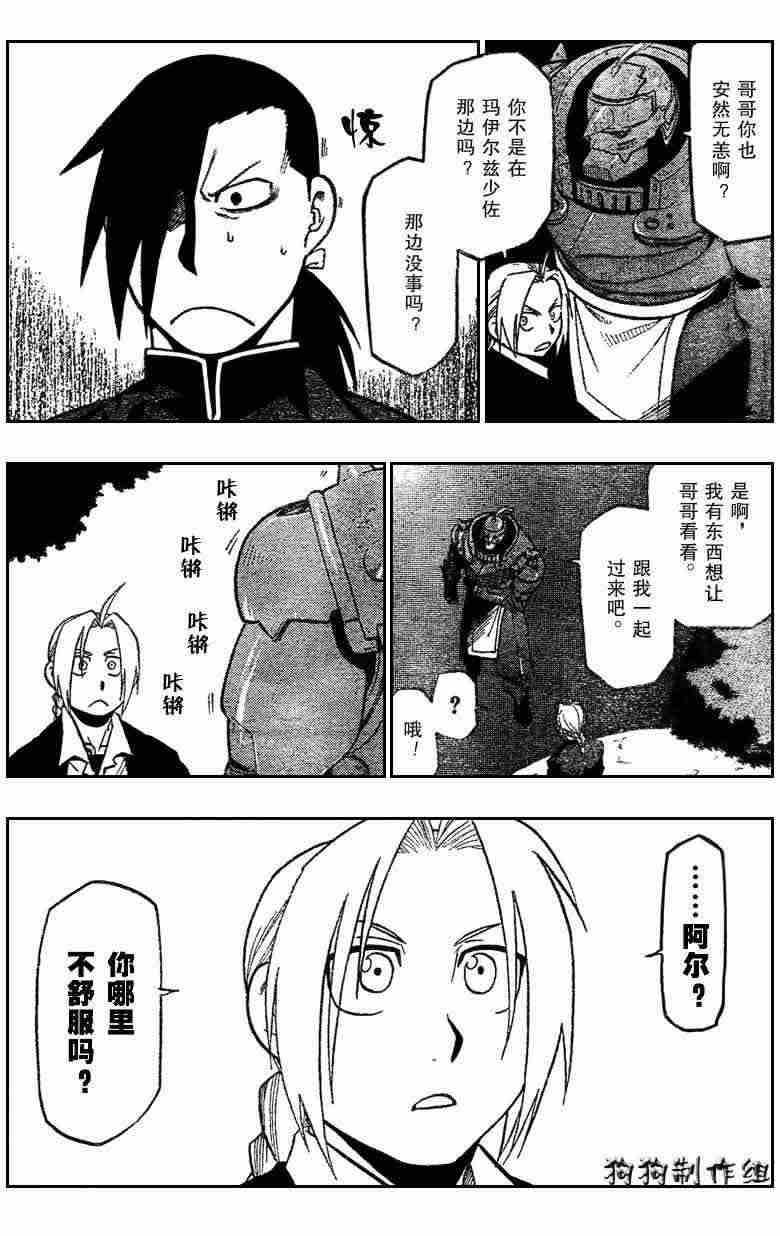 哥哥你也
安然无恙啊？
你不是在
玛伊尔兹少佐
那边吗？
那边没事吗？
惊
是啊，
我有东西想让
哥哥看看。
跟我一起
过来吧。
？
哦！
咔锵
咔锵
咔锵
咔锵
……阿尔？
你哪里
不舒服吗？
狗狗制作组